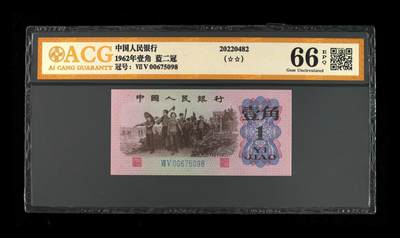 ACG
AI CANG GUARANTY
中国人民银行
1962年壹角 蓝二冠
冠号：Ⅶ Ⅴ 00675098
20220482
(☆☆)
66 EPQ
Gem Uncirculated
中國人民銀行
壹角
1
YI
JIAO
Ⅶ Ⅴ 00675098